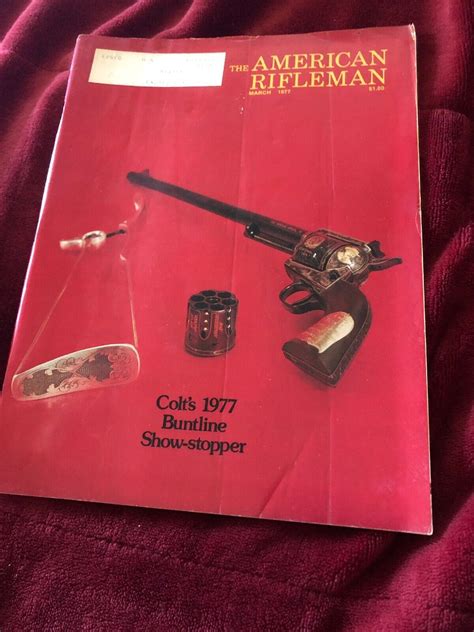 THE AMERICAN
RIFLEMAN
MARCH 1977 $1.00
Colt's 1977
Buntline
Show-stopper